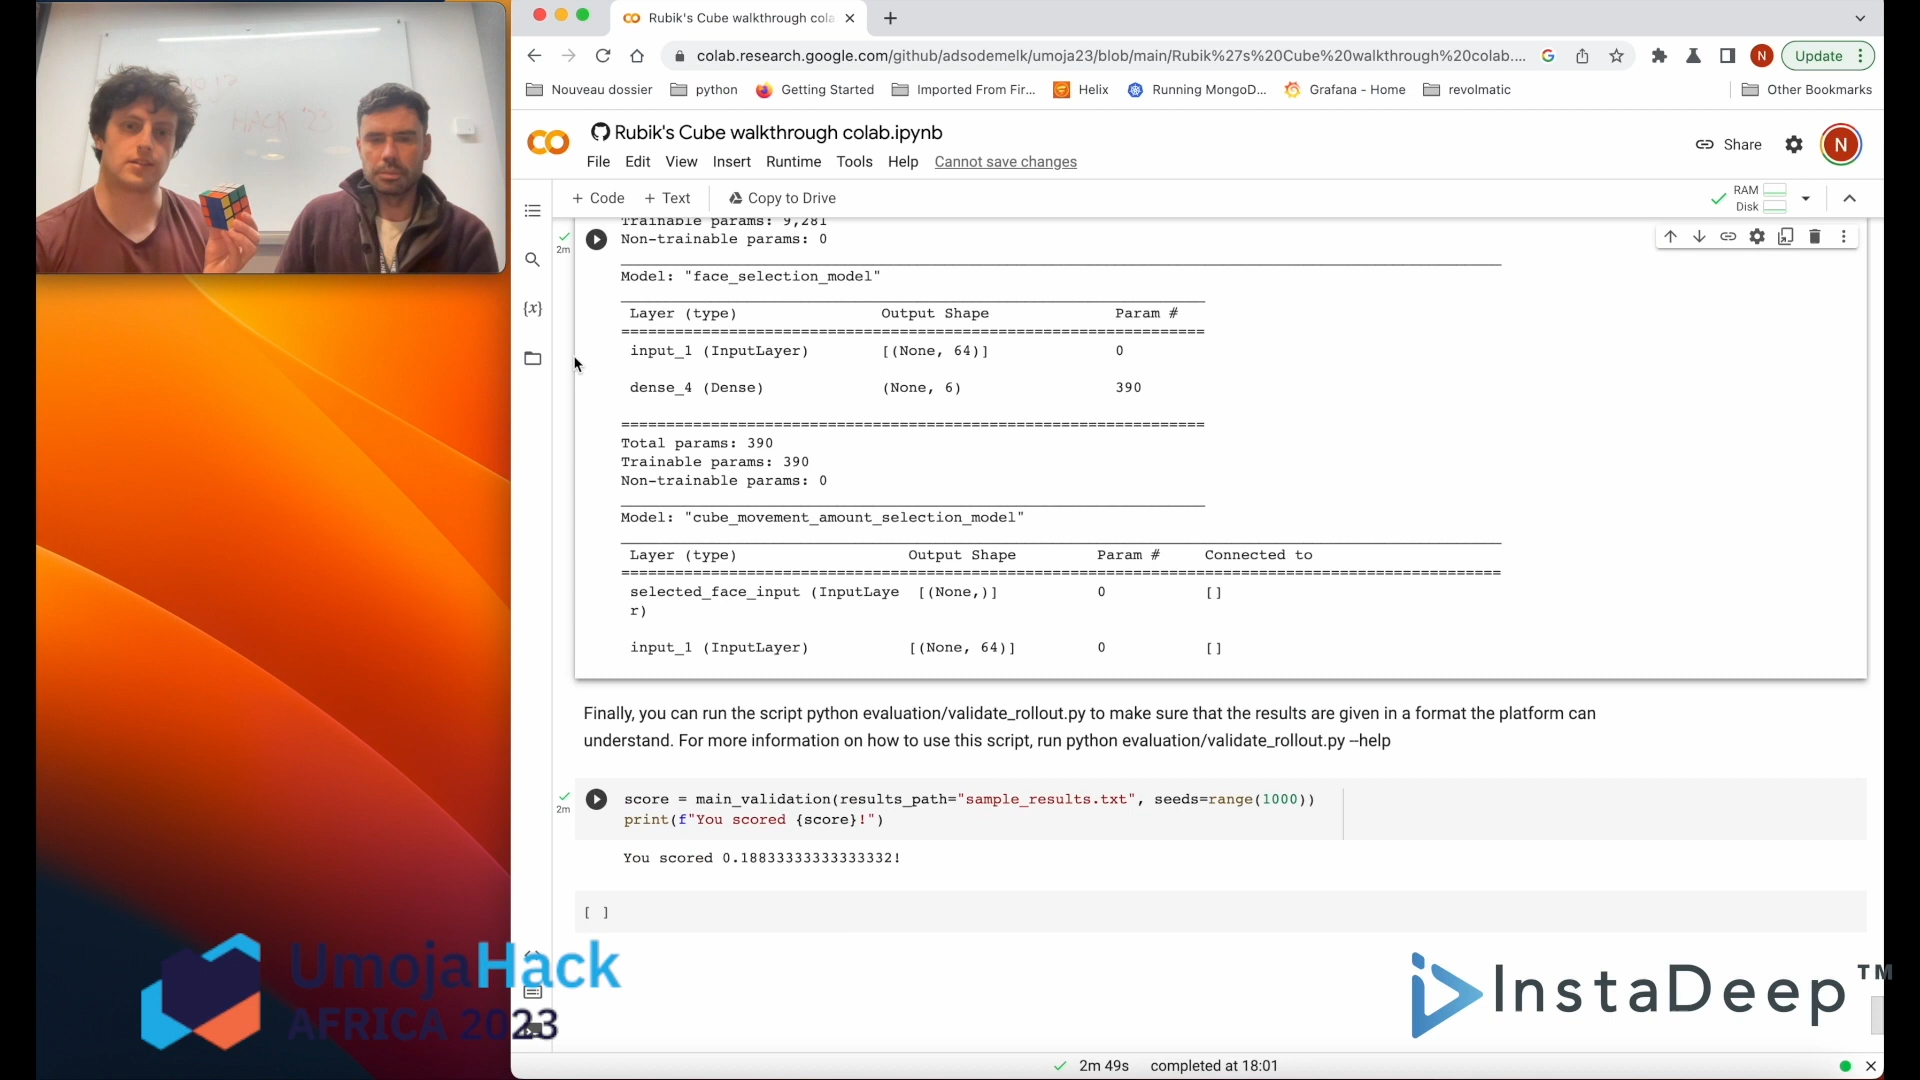 Rubik's Cube walkthrough cola
colab.research.google.com/github/adsodemelk/umoja23/blob/main/Rubik%27s%20Cube%20walkthrough%20colab....
Update
Nouveau dossier
python
Getting Started
Imported From Fir...
Helix
Running MongoD...
Grafana - Home
revolmatic
Other Bookmarks
Rubik's Cube walkthrough colab.ipynb
Share
N
File Edit View Insert Runtime Tools Help Cannot save changes
+ Code + Text Copy to Drive
RAM
Disk
HACK '23
Trainable params: 9,281
2m
Non-trainable params: 0
Model: "face_selection_model"
Layer (type) Output Shape Param #
input_1 (InputLayer) [(None, 64)] 0
dense_4 (Dense) (None, 6) 390
Total params: 390
Trainable params: 390
Non-trainable params: 0
Model: "cube_movement_amount_selection_model"
Layer (type) Output Shape Param # Connected to
selected_face_input (InputLaye [(None,)] 0 []
r)
input_1 (InputLayer) [(None, 64)] 0 []
Finally, you can run the script python evaluation/validate_rollout.py to make sure that the results are given in a format the platform can
understand. For more information on how to use this script, run python evaluation/validate_rollout.py --help
2m
score = main_validation(results_path="sample_results.txt", seeds=range(1000))
print(f"You scored {score}!")
You scored 0.18833333333333332!
[ ]
UmojaHack
AFRICA 2023
InstaDeep™
2m 49s completed at 18:01